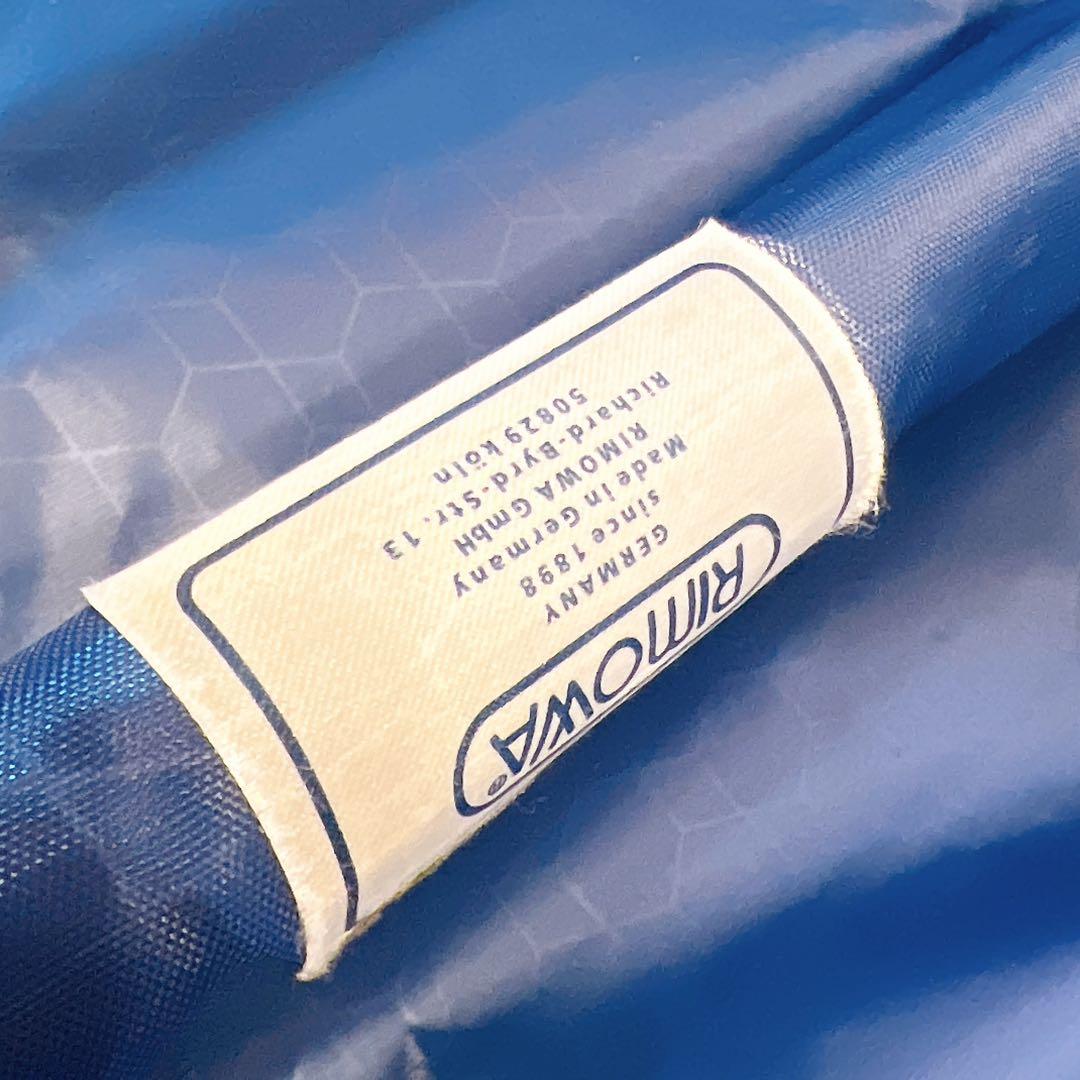 RIMOWA®
GERMANY
since 1898
Made in Germany
RIMOWA GmbH
Richard-Byrd-Str. 13
50829 Köln